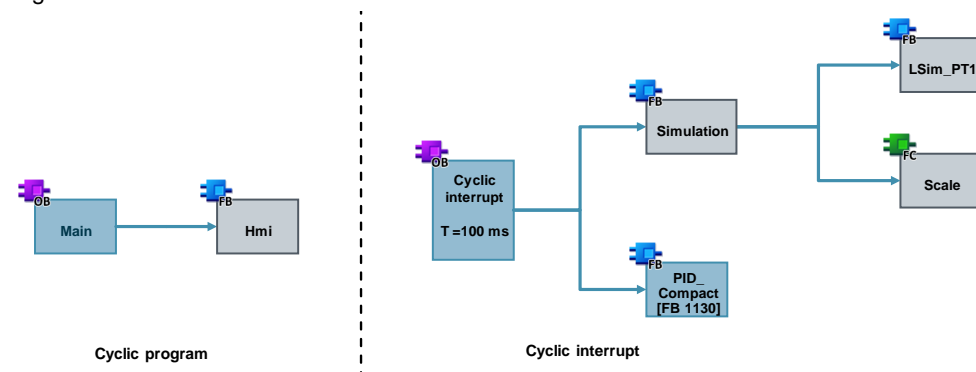 OB
Main
FB
Hmi
Cyclic program
OB
Cyclic
interrupt
T =100 ms
FB
Simulation
FB
PID_
Compact
[FB 1130]
FB
LSim_PT1
FC
Scale
Cyclic interrupt